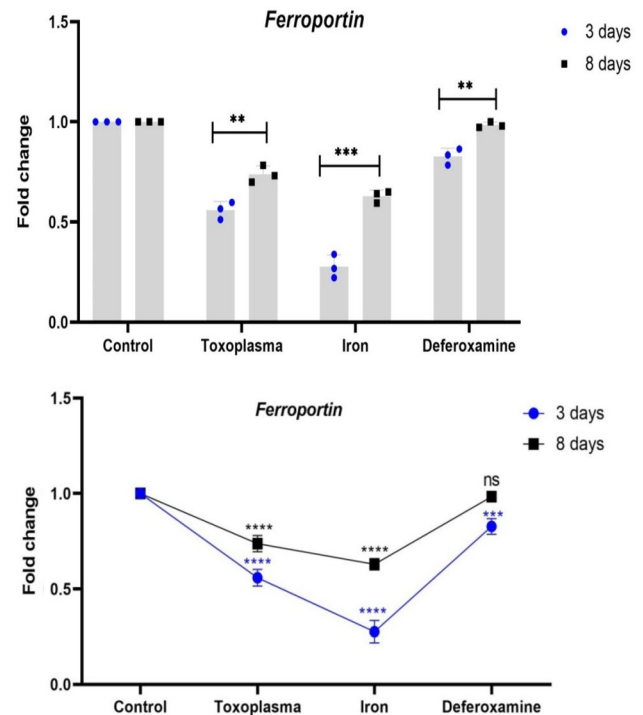 Ferroportin
3 days
8 days
Fold change
1.5
1.0
0.5
0.0
**
***
**
Control Toxoplasma Iron Deferoxamine
Ferroportin
3 days
8 days
Fold change
1.5
1.0
0.5
0.0
ns
***
****
****
****
****
Control Toxoplasma Iron Deferoxamine